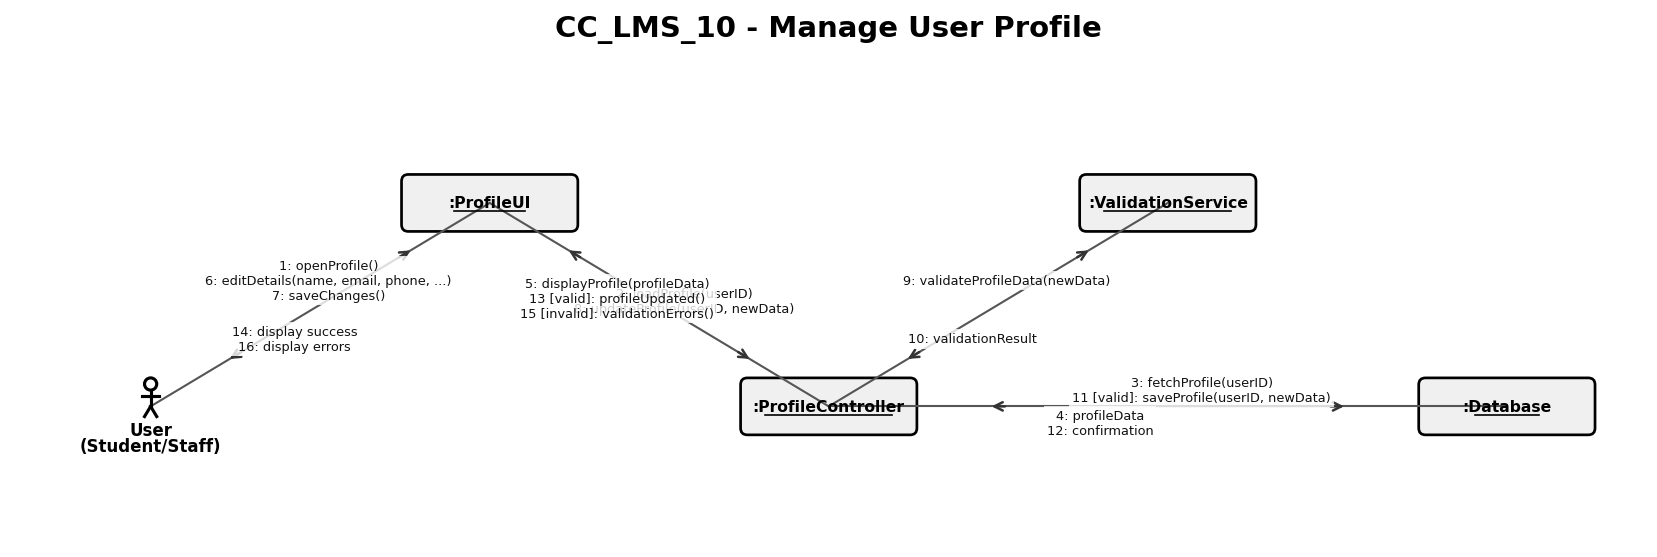 CC_LMS_10 - Manage User Profile
:ProfileUI
:ValidationService
1: openProfile()
6: editDetails(name, email, phone, ...)
7: saveChanges()
5: displayProfile(profileData)
13 [valid]: profileUpdated()
15 [invalid]: validationErrors()
newData)
9: validateProfileData(newData)
14: display success
16: display errors
10: validationResult
3: fetchProfile(userID)
11 [valid]: saveProfile(userID, newData)
:ProfileController
:Database
4: profileData
12: confirmation
User
(Student/Staff)